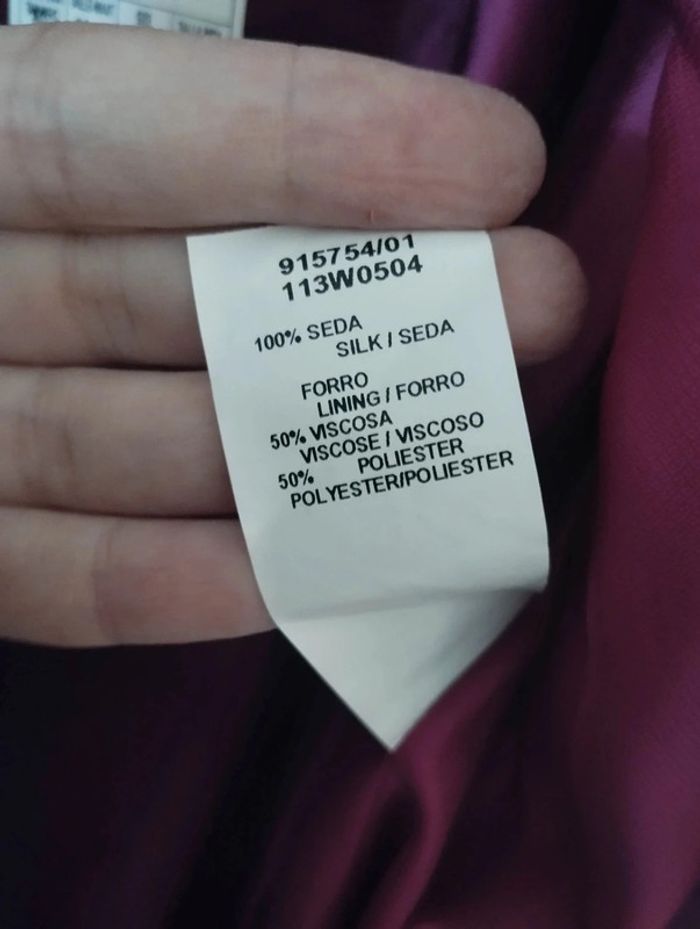 915754/01
113W0504
100% SEDA
SILK / SEDA
FORRO
LINING / FORRO
50% VISCOSA
VISCOSE / VISCOSO
50% POLIESTER
POLYESTER/POLIESTER